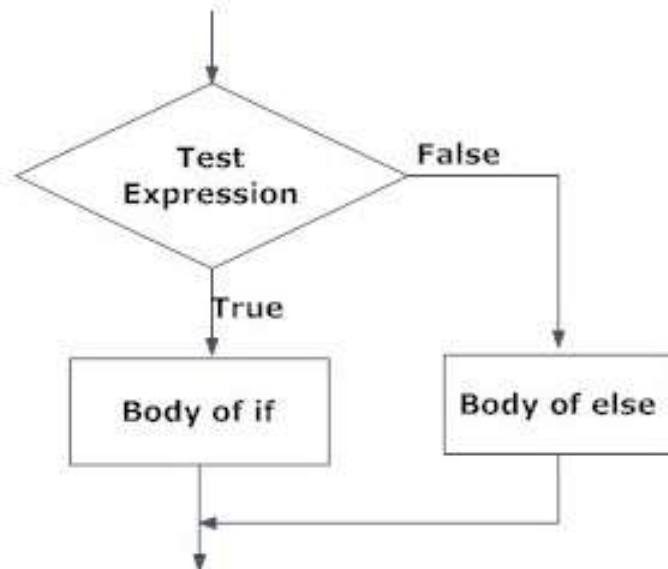 Test
Expression
False
True
Body of if
Body of else